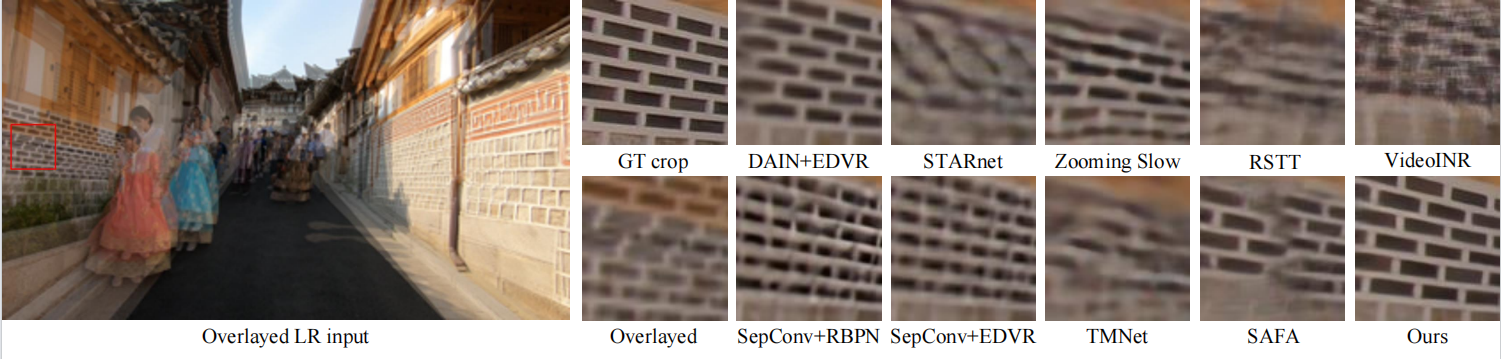 GT crop DAIN+EDVR STARnet Zooming Slow RSTT VideoINR
Overlayed LR input Overlayed SepConv+RBPN SepConv+EDVR TMNet SAFA Ours